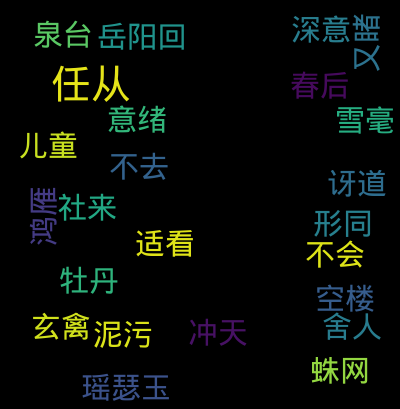 泉台
岳阳回
深意
又睹
任从
春后
意绪
雪毫
儿童
不去
讶道
鸿雁
社来
形同
适看
不会
牡丹
空楼
玄禽
泥污
冲天
舍人
蛛网
瑶瑟玉